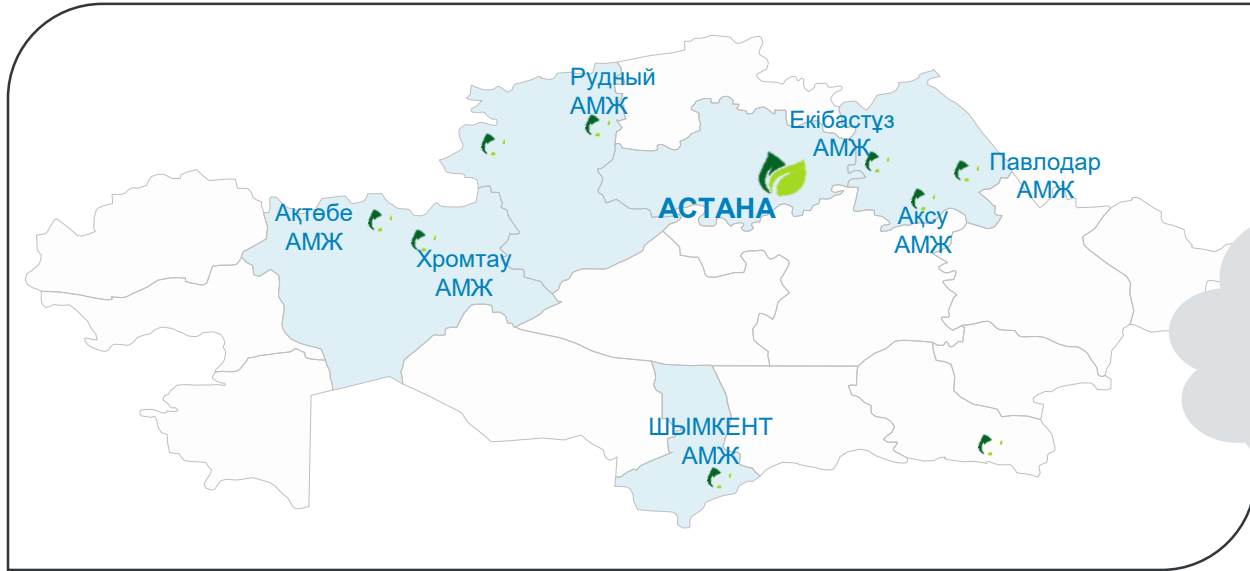 Рудный
АМЖ
Екібастұз
АМЖ
Павлодар
АМЖ
АСТАНА
Ақсу
АМЖ
Ақтөбе
АМЖ
Хромтау
АМЖ
ШЫМКЕНТ
АМЖ